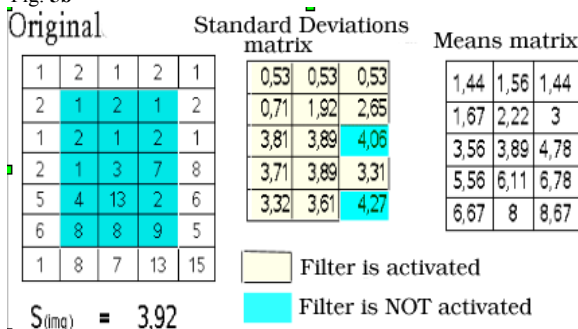 Fig. 3b
Original
1 2 1 2 1
2 1 2 1 2
1 2 1 2 1
2 1 3 7 8
5 4 13 2 6
6 8 8 9 5
1 8 7 13 15
S(img) = 3.92
Standard Deviations
matrix
0,53 0,53 0,53
0,71 1,92 2,65
3,81 3,89 4,06
3,71 3,89 3,31
3,32 3,61 4,27
Means matrix
1,44 1,56 1,44
1,67 2,22 3
3,56 3,89 4,78
5,56 6,11 6,78
6,67 8 8,67
Filter is activated
Filter is NOT activated